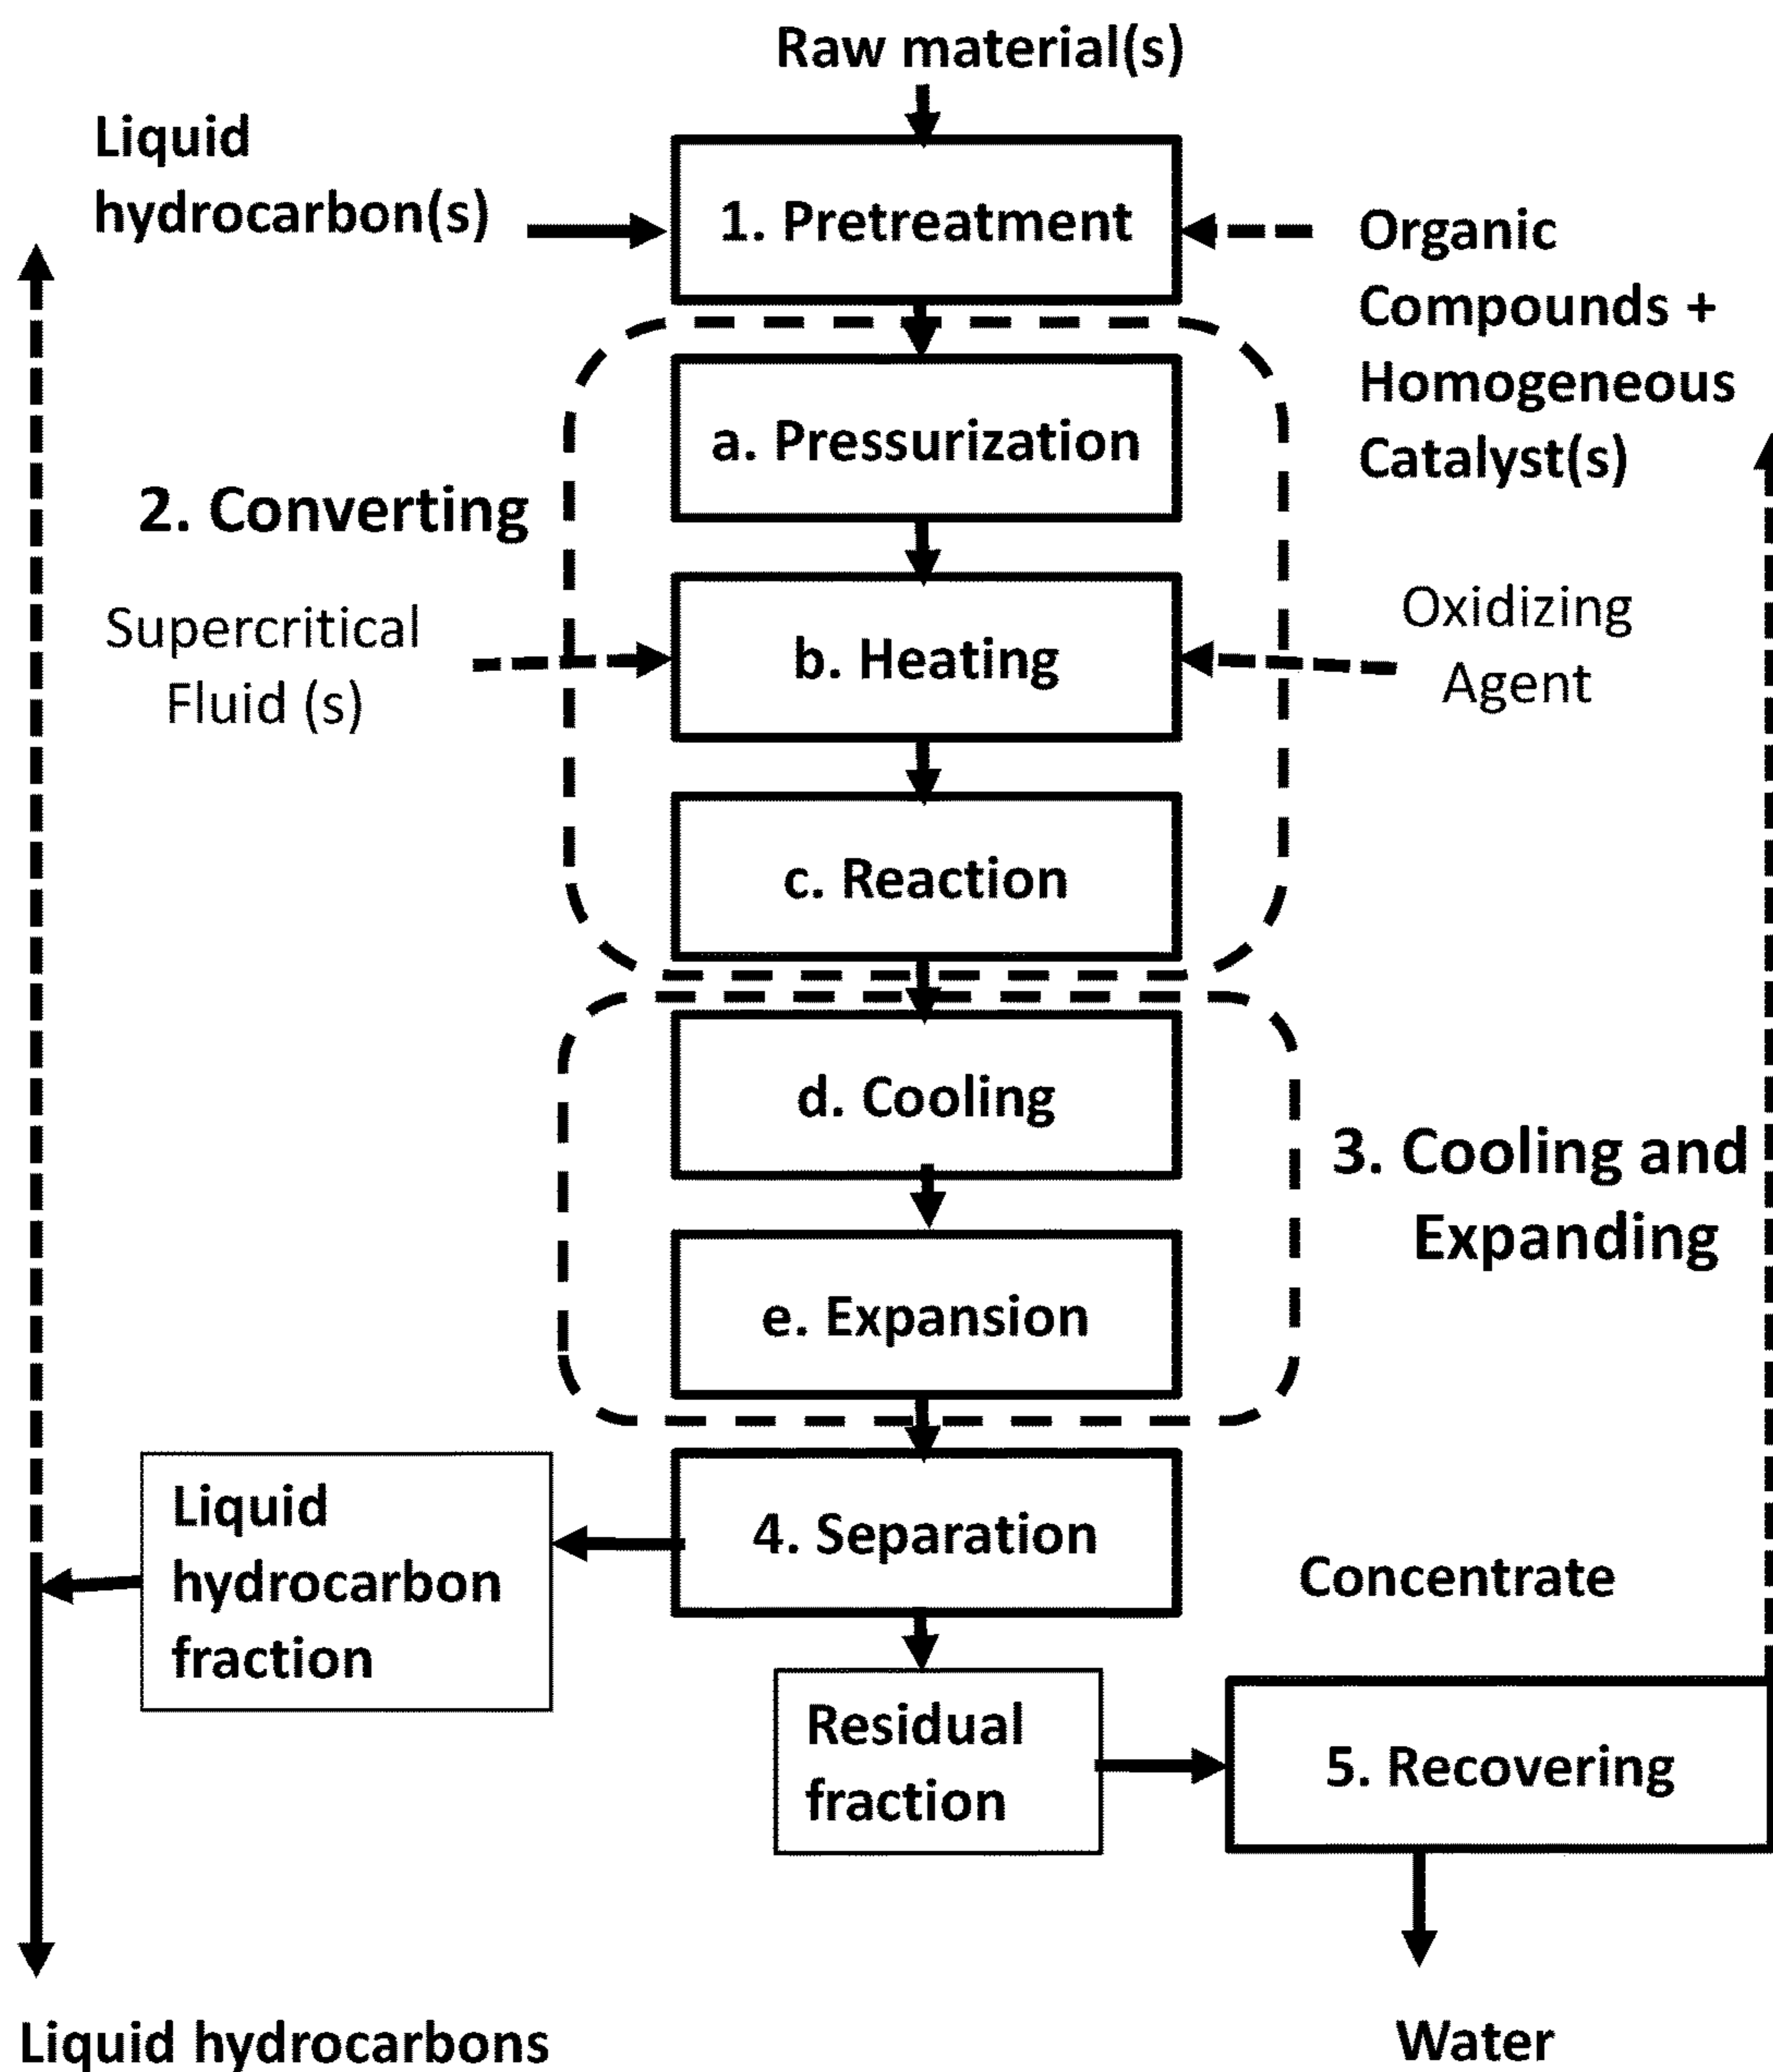 Raw material(s)
Liquid
hydrocarbon(s)
1. Pretreatment
Organic
Compounds +
Homogeneous
Catalyst(s)
a. Pressurization
2. Converting
Supercritical
Fluid (s)
b. Heating
Oxidizing
Agent
c. Reaction
d. Cooling
3. Cooling and
Expanding
e. Expansion
Liquid
hydrocarbon
fraction
4. Separation
Concentrate
Residual
fraction
5. Recovering
Liquid hydrocarbons
Water